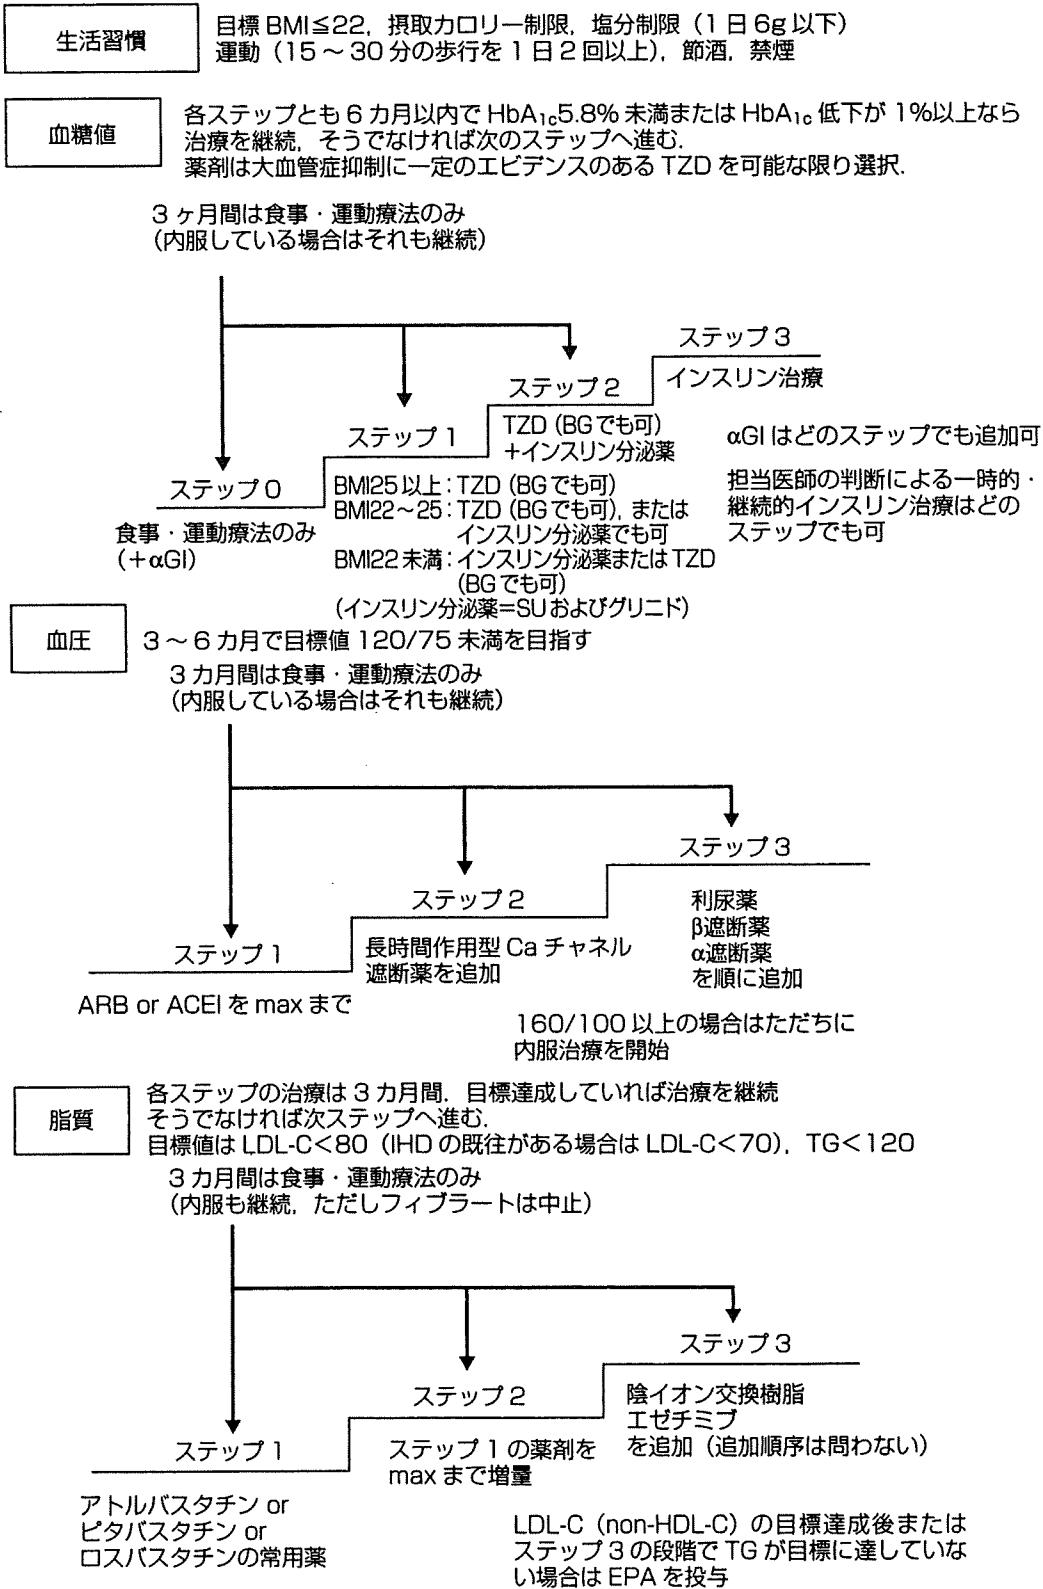 生活習慣
目標 BMI≦22，摂取カロリー制限，塩分制限（1 日 6g 以下）
運動（15～30 分の歩行を 1 日 2 回以上），節酒，禁煙
血糖値
各ステップとも 6 カ月以内で HbA1c5.8% 未満または HbA1c 低下が 1%以上なら
治療を継続，そうでなければ次のステップへ進む．
薬剤は大血管症抑制に一定のエビデンスのある TZD を可能な限り選択．
3 ヶ月間は食事・運動療法のみ
（内服している場合はそれも継続）
ステップ 3
インスリン治療
ステップ 2
TZD（BG でも可）
＋インスリン分泌薬
ステップ 1
BMI25 以上：TZD（BG でも可）
BMI22～25：TZD（BG でも可），または
インスリン分泌薬でも可
BMI22 未満：インスリン分泌薬または TZD
（BG でも可）
（インスリン分泌薬＝SU およびグリニド）
ステップ 0
食事・運動療法のみ
（＋αGI）
αGI はどのステップでも追加可
担当医師の判断による一時的・
継続的インスリン治療はどの
ステップでも可
血圧
3～6 カ月で目標値 120/75 未満を目指す
3 カ月間は食事・運動療法のみ
（内服している場合はそれも継続）
ステップ 3
利尿薬
β遮断薬
α遮断薬
を順に追加
ステップ 2
長時間作用型 Ca チャネル
遮断薬を追加
ステップ 1
ARB or ACEI を max まで
160/100 以上の場合はただちに
内服治療を開始
脂質
各ステップの治療は 3 カ月間．目標達成していれば治療を継続
そうでなければ次ステップへ進む．
目標値は LDL-C＜80（IHD の既往がある場合は LDL-C＜70），TG＜120
3 カ月間は食事・運動療法のみ
（内服も継続，ただしフィブラートは中止）
ステップ 3
陰イオン交換樹脂
エゼチミブ
を追加（追加順序は問わない）
ステップ 2
ステップ 1 の薬剤を
max まで増量
ステップ 1
アトルバスタチン or
ピタバスタチン or
ロスバスタチンの常用薬
LDL-C（non-HDL-C）の目標達成後または
ステップ 3 の段階で TG が目標に達していな
い場合は EPA を投与